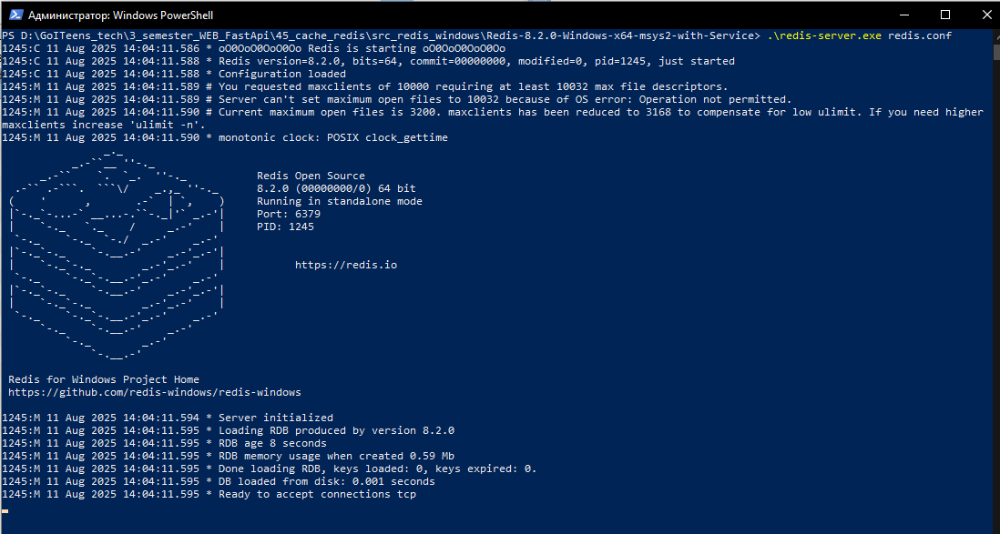 Администратор: Windows PowerShell
PS D:\GoITeens_tech\3_semester_WEB_FastApi\45_cache_redis\src_redis_windows\Redis-8.2.0-Windows-x64-msys2-with-Service> .\redis-server.exe redis.conf
1245:C 11 Aug 2025 14:04:11.586 * oO0OoO0OoO0Oo Redis is starting oO0OoO0OoO0Oo
1245:C 11 Aug 2025 14:04:11.588 * Redis version=8.2.0, bits=64, commit=00000000, modified=0, pid=1245, just started
1245:C 11 Aug 2025 14:04:11.588 * Configuration loaded
1245:M 11 Aug 2025 14:04:11.589 # You requested maxclients of 10000 requiring at least 10032 max file descriptors.
1245:M 11 Aug 2025 14:04:11.589 # Server can't set maximum open files to 10032 because of OS error: Operation not permitted.
1245:M 11 Aug 2025 14:04:11.590 # Current maximum open files is 3200. maxclients has been reduced to 3168 to compensate for low ulimit. If you need higher
maxclients increase 'ulimit -n'.
1245:M 11 Aug 2025 14:04:11.590 * monotonic clock: POSIX clock_gettime
Redis Open Source
8.2.0 (00000000/0) 64 bit
Running in standalone mode
Port: 6379
PID: 1245
https://redis.io
Redis for Windows Project Home
https://github.com/redis-windows/redis-windows
1245:M 11 Aug 2025 14:04:11.594 * Server initialized
1245:M 11 Aug 2025 14:04:11.595 * Loading RDB produced by version 8.2.0
1245:M 11 Aug 2025 14:04:11.595 * RDB age 8 seconds
1245:M 11 Aug 2025 14:04:11.595 * RDB memory usage when created 0.59 Mb
1245:M 11 Aug 2025 14:04:11.595 * Done loading RDB, keys loaded: 0, keys expired: 0.
1245:M 11 Aug 2025 14:04:11.595 * DB loaded from disk: 0.001 seconds
1245:M 11 Aug 2025 14:04:11.595 * Ready to accept connections tcp